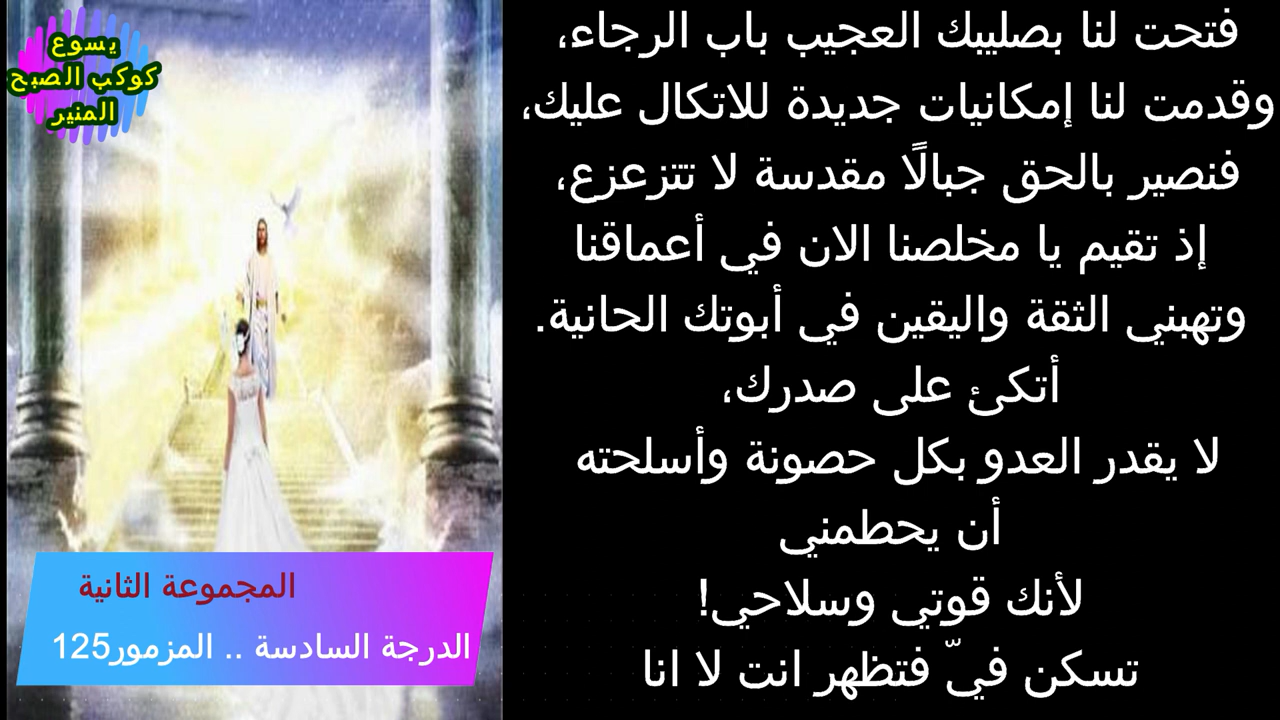 يسوع
كوكب الصبح
المنير
فتحت لنا بصليبك العجيب باب الرجاء،
وقدمت لنا إمكانيات جديدة للاتكال عليك،
فنصير بالحق جبالًا مقدسة لا تتزعزع،
إذ تقيم يا مخلصنا الان في أعماقنا
وتهبني الثقة واليقين في أبوتك الحانية.
أتكئ على صدرك،
لا يقدر العدو بكل حصونة وأسلحته
أن يحطمني
لأنك قوتي وسلاحي!
تسكن فيّ فتظهر انت لا انا
المجموعة الثانية
الدرجة السادسة .. المزمور125